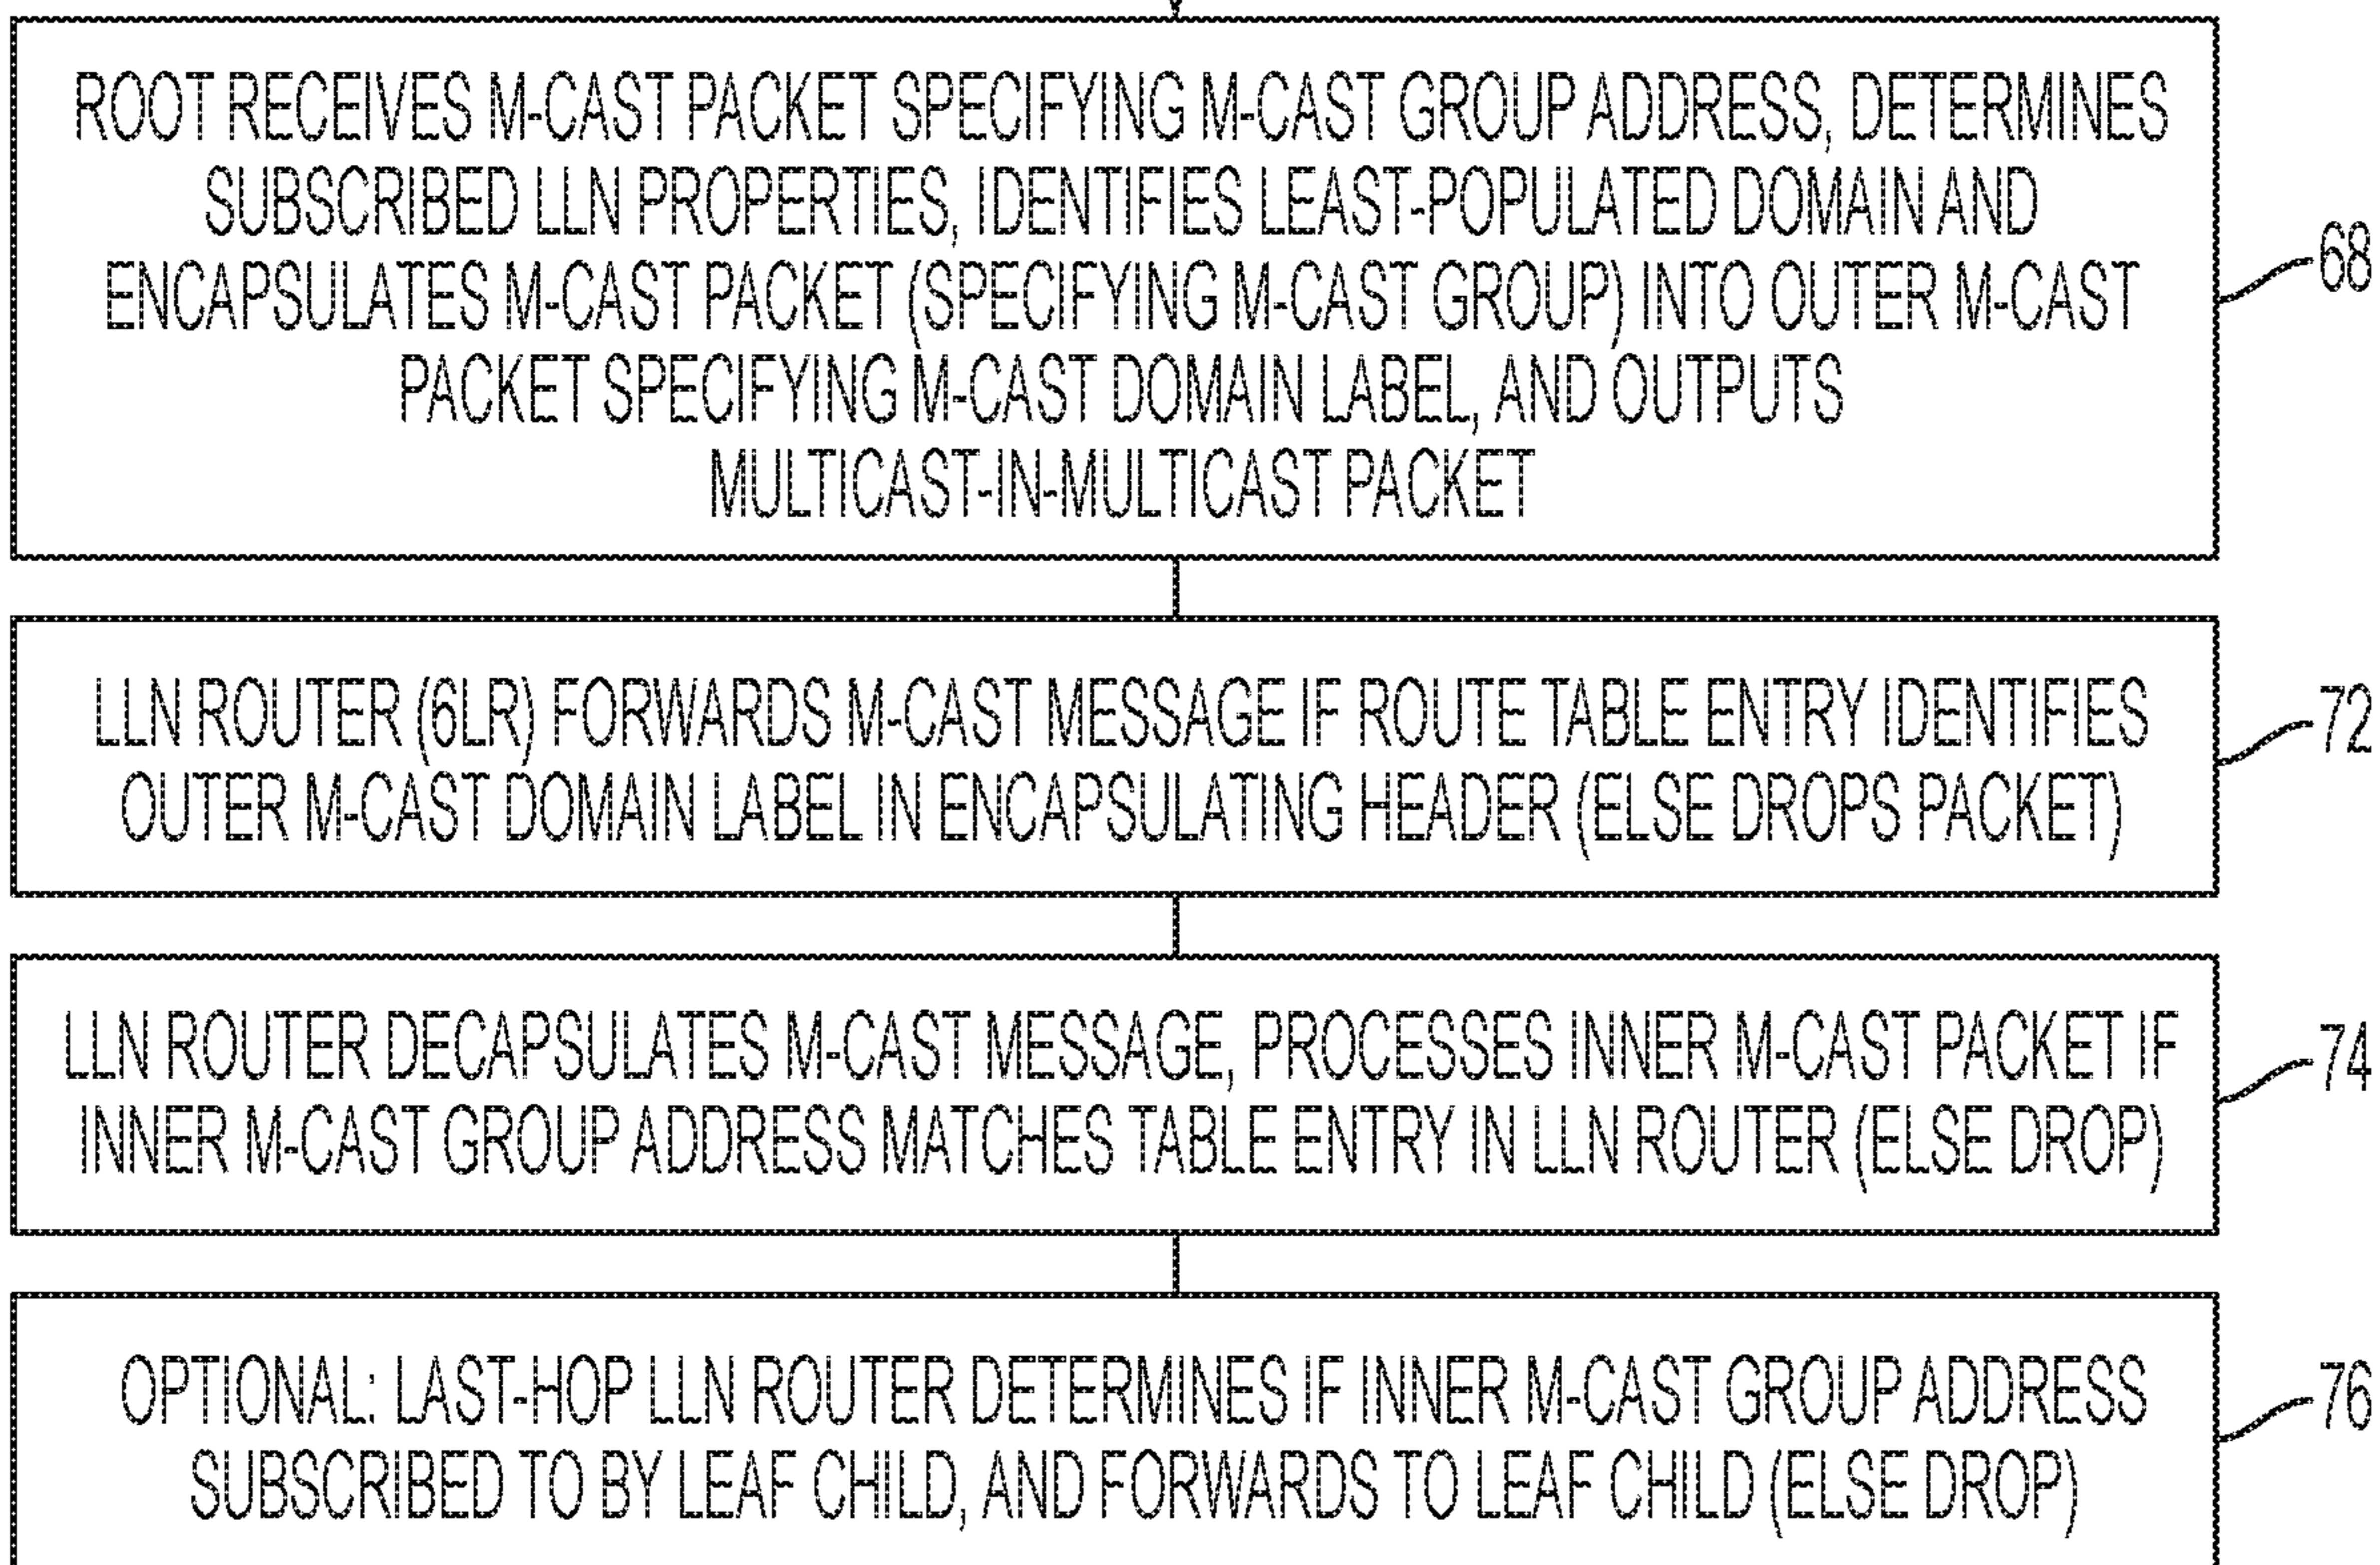 ROOT RECEIVES M-CAST PACKET SPECIFYING M-CAST GROUP ADDRESS, DETERMINES
SUBSCRIBED LLN PROPERTIES, IDENTIFIES LEAST-POPULATED DOMAIN AND
ENCAPSULATES M-CAST PACKET (SPECIFYING M-CAST GROUP) INTO OUTER M-CAST
PACKET SPECIFYING M-CAST DOMAIN LABEL, AND OUTPUTS
MULTICAST-IN-MULTICAST PACKET
68
LLN ROUTER (6LR) FORWARDS M-CAST MESSAGE IF ROUTE TABLE ENTRY IDENTIFIES
OUTER M-CAST DOMAIN LABEL IN ENCAPSULATING HEADER (ELSE DROPS PACKET)
72
LLN ROUTER DECAPSULATES M-CAST MESSAGE, PROCESSES INNER M-CAST PACKET IF
INNER M-CAST GROUP ADDRESS MATCHES TABLE ENTRY IN LLN ROUTER (ELSE DROP)
74
OPTIONAL: LAST-HOP LLN ROUTER DETERMINES IF INNER M-CAST GROUP ADDRESS
SUBSCRIBED TO BY LEAF CHILD, AND FORWARDS TO LEAF CHILD (ELSE DROP)
76